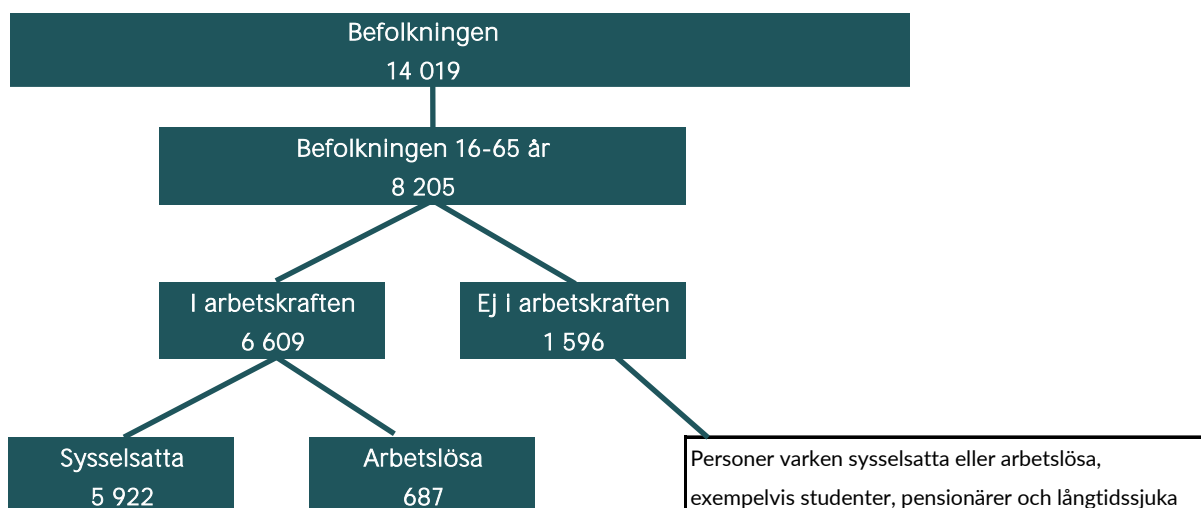 Befolkningen
14 019
Befolkningen 16-65 år
8 205
I arbetskraften
6 609
Ej i arbetskraften
1 596
Sysselsatta
5 922
Arbetslösa
687
Personer varken sysselsatta eller arbetslösa,
exempelvis studenter, pensionärer och långtidssjuka